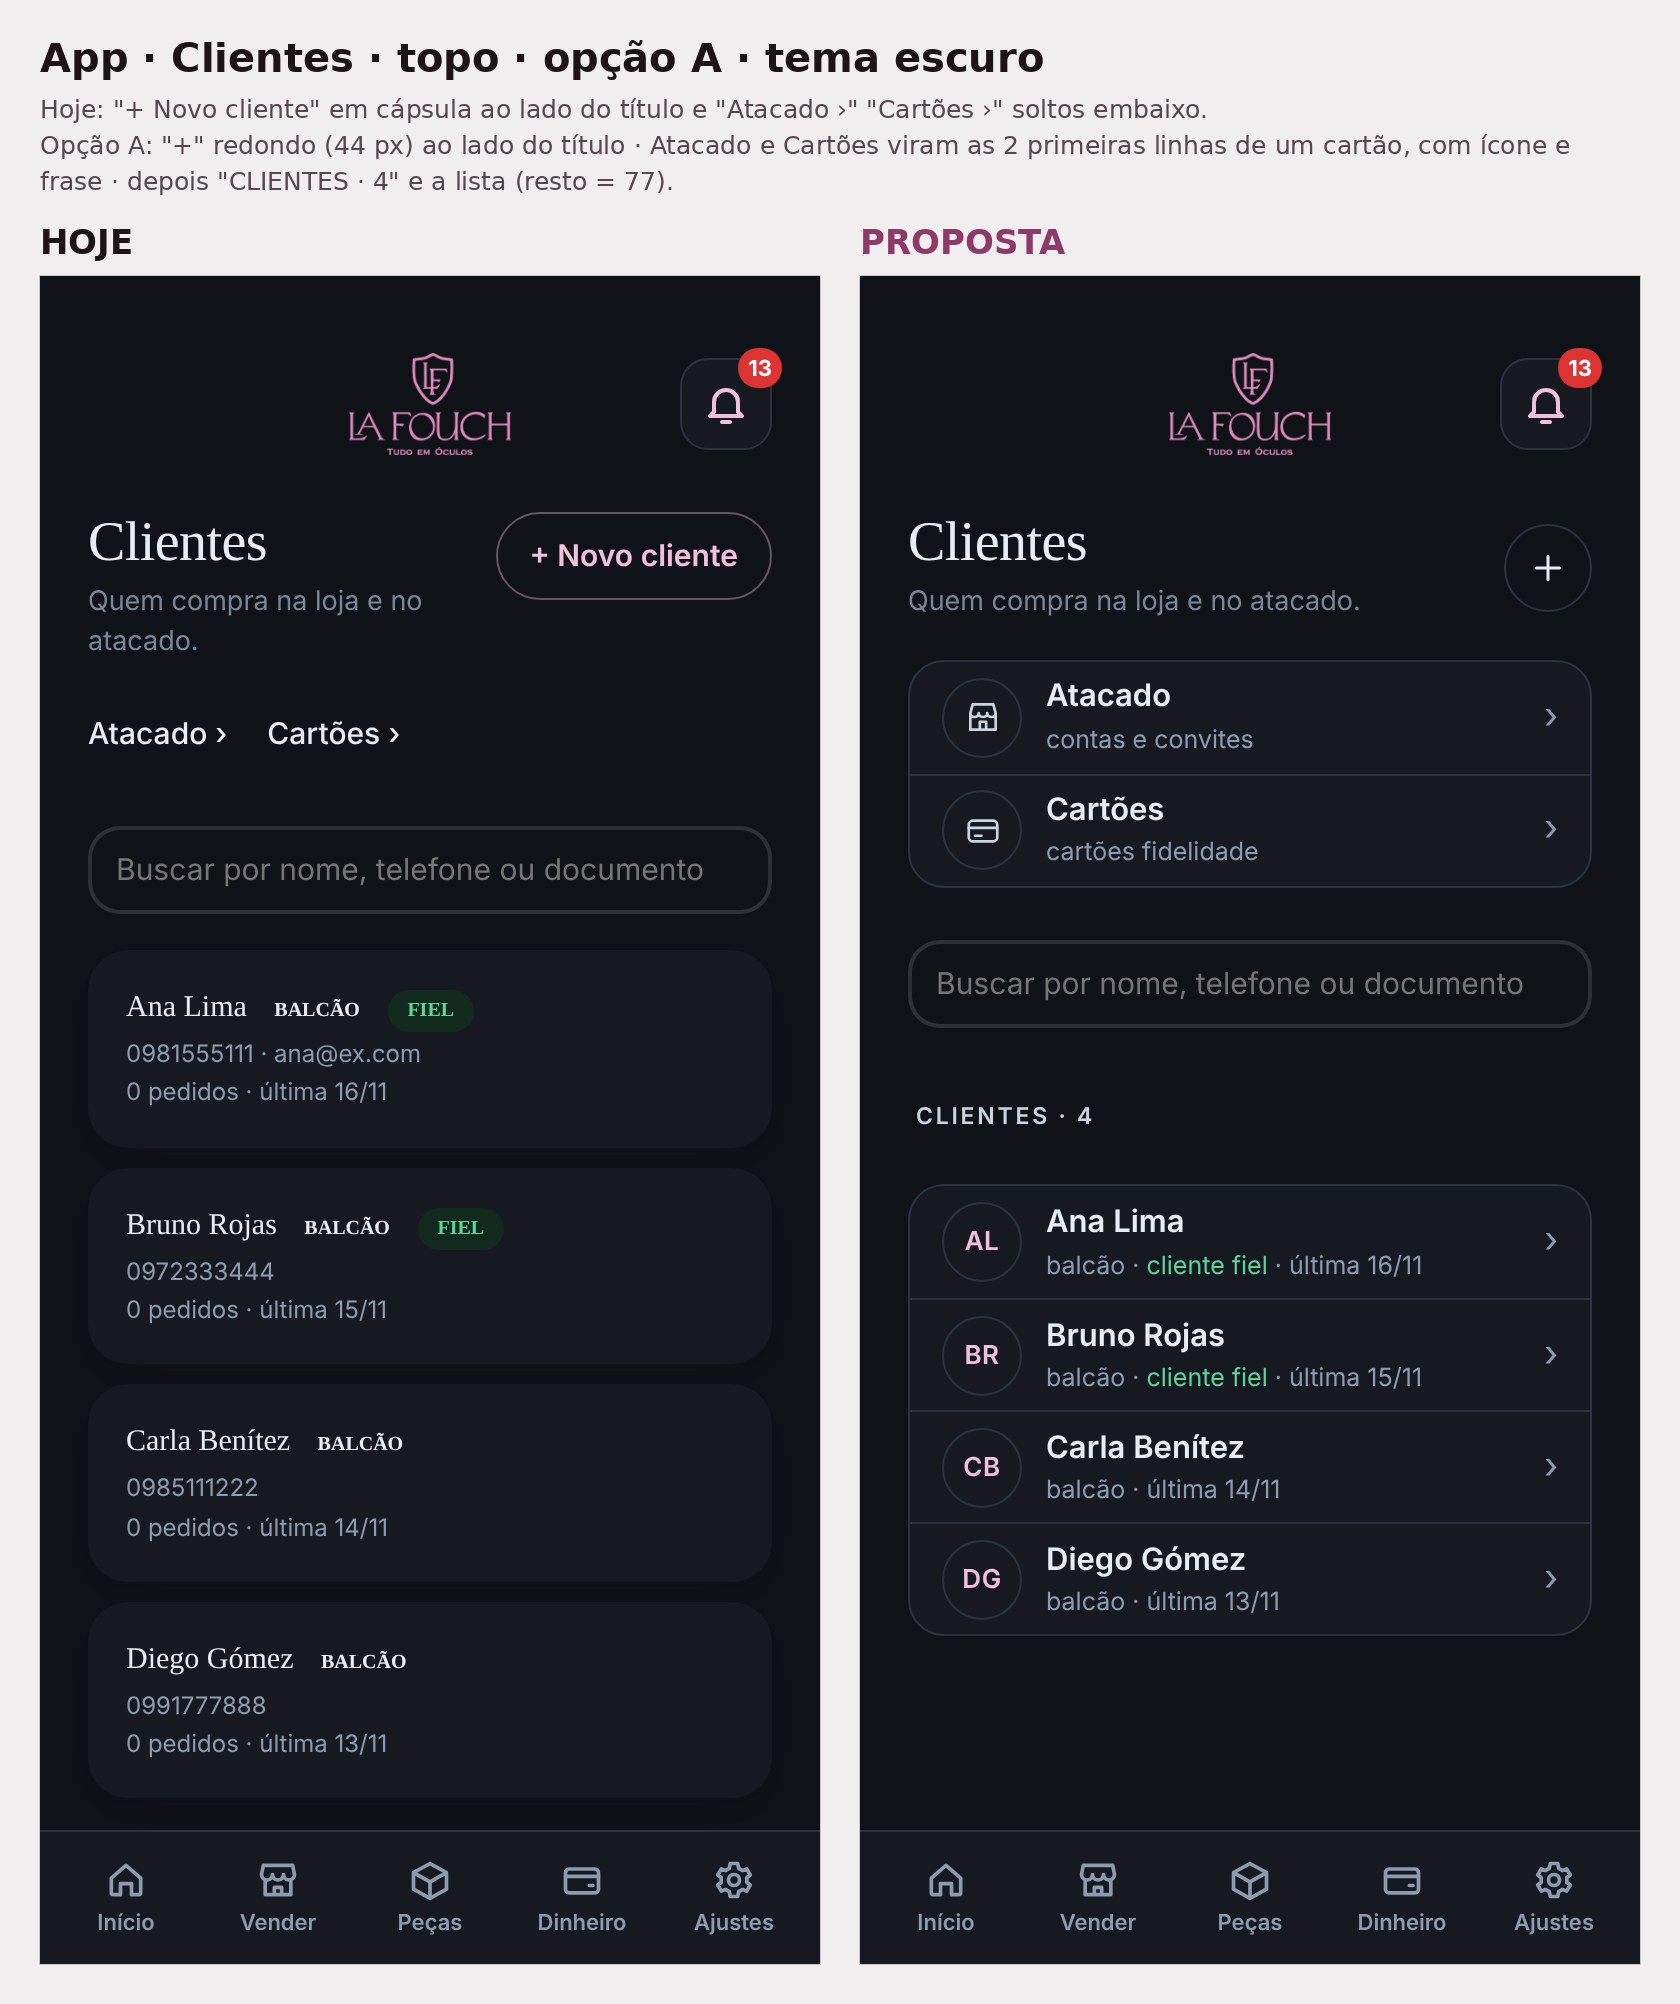 App · Clientes · topo · opção A · tema escuro
Hoje: "+ Novo cliente" em cápsula ao lado do título e "Atacado ›" "Cartões ›" soltos embaixo.
Opção A: "+" redondo (44 px) ao lado do título · Atacado e Cartões viram as 2 primeiras linhas de um cartão, com ícone e
frase · depois "CLIENTES · 4" e a lista (resto = 77).
HOJE
LF
LA FOUCH
TUDO EM ÓCULOS
13
Clientes
+ Novo cliente
Quem compra na loja e no
atacado.
Atacado › Cartões ›
Buscar por nome, telefone ou documento
Ana Lima BALCÃO FIEL
0981555111 · ana@ex.com
0 pedidos · última 16/11
Bruno Rojas BALCÃO FIEL
0972333444
0 pedidos · última 15/11
Carla Benítez BALCÃO
0985111222
0 pedidos · última 14/11
Diego Gómez BALCÃO
0991777888
0 pedidos · última 13/11
Início Vender Peças Dinheiro Ajustes
PROPOSTA
LF
LA FOUCH
TUDO EM ÓCULOS
13
Clientes
+
Quem compra na loja e no atacado.
Atacado ›
contas e convites
Cartões ›
cartões fidelidade
Buscar por nome, telefone ou documento
CLIENTES · 4
AL Ana Lima ›
balcão · cliente fiel · última 16/11
BR Bruno Rojas ›
balcão · cliente fiel · última 15/11
CB Carla Benítez ›
balcão · última 14/11
DG Diego Gómez ›
balcão · última 13/11
Início Vender Peças Dinheiro Ajustes